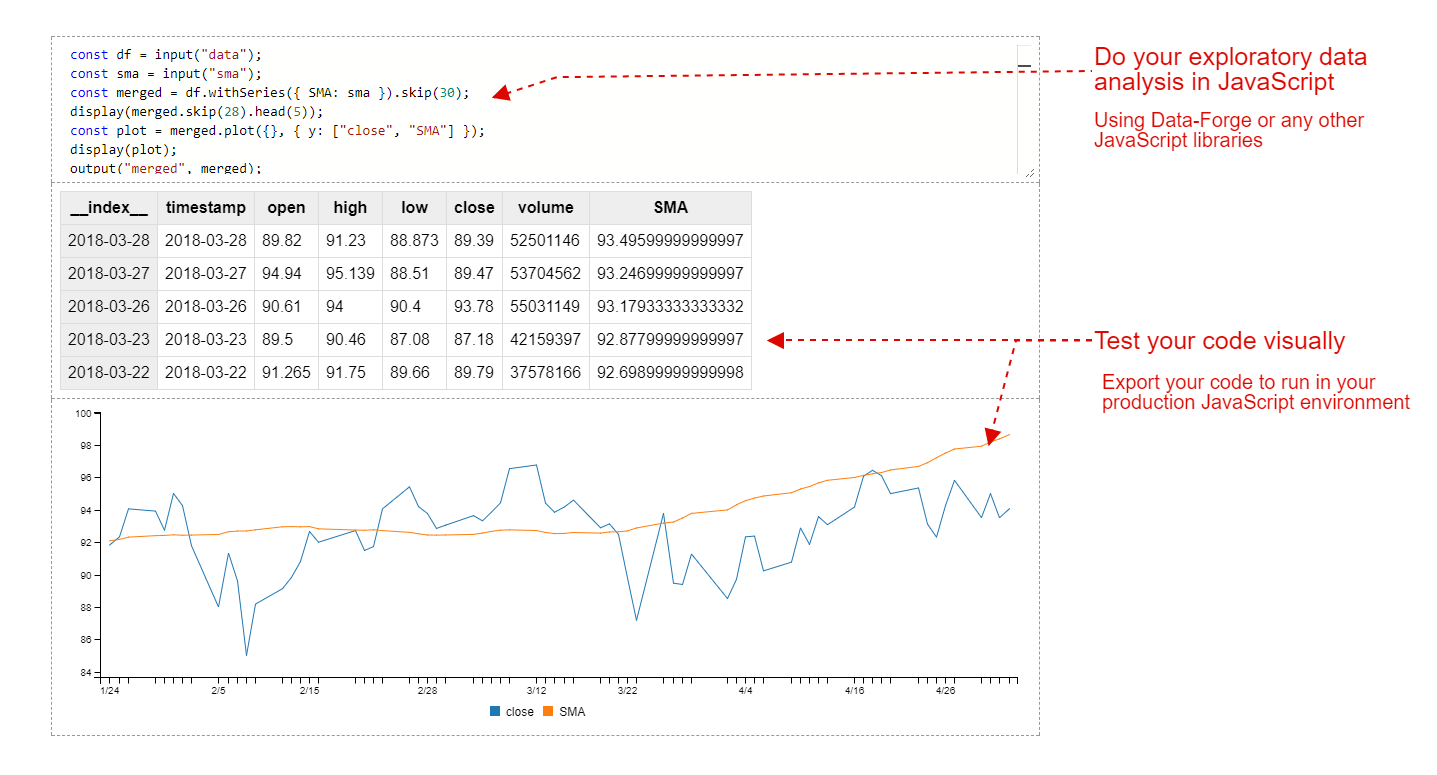 const df = input("data");
const sma = input("sma");
const merged = df.withSeries({ SMA: sma }).skip(30);
display(merged.skip(28).head(5));
const plot = merged.plot({}, { y: ["close", "SMA"] });
display(plot);
output("merged", merged);
Do your exploratory data
analysis in JavaScript
Using Data-Forge or any other
JavaScript libraries
__index__ timestamp open high low close volume SMA
2018-03-28 2018-03-28 89.82 91.23 88.873 89.39 52501146 93.49599999999997
2018-03-27 2018-03-27 94.94 95.139 88.51 89.47 53704562 93.24699999999997
2018-03-26 2018-03-26 90.61 94 90.4 93.78 55031149 93.17933333333332
2018-03-23 2018-03-23 89.5 90.46 87.08 87.18 42159397 92.87799999999997
2018-03-22 2018-03-22 91.265 91.75 89.66 89.79 37578166 92.69899999999998
Test your code visually
Export your code to run in your
production JavaScript environment
100
98
96
94
92
90
88
86
84
1/24 2/5 2/15 2/28 3/12 3/22 4/4 4/16 4/26
close SMA